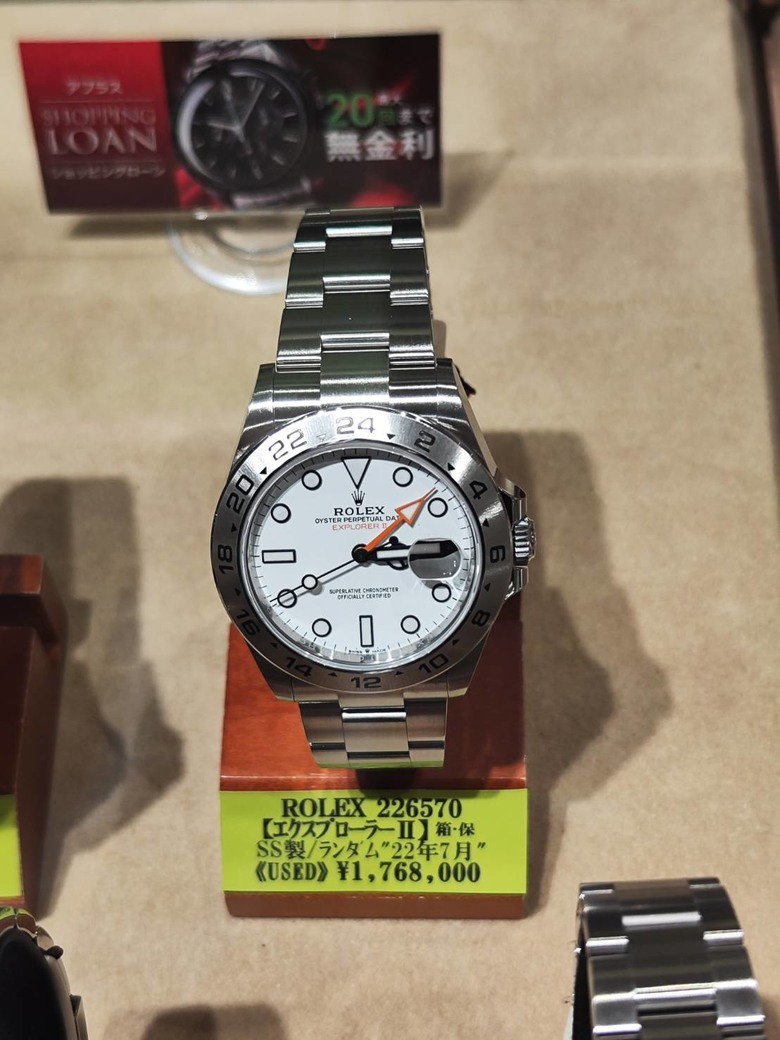 アプラス
SHOPPING
LOAN
ショッピングローン
20回まで
無金利
24
2
4
6
8
10
12
14
16
18
20
22
ROLEX
OYSTER PERPETUAL
EXPLORER II
SUPERLATIVE CHRONOMETER
OFFICIALLY CERTIFIED
ROLEX 226570
【エクスプローラーII】箱・保
SS製/ランダム"22年7月"
《USED》¥1,768,000